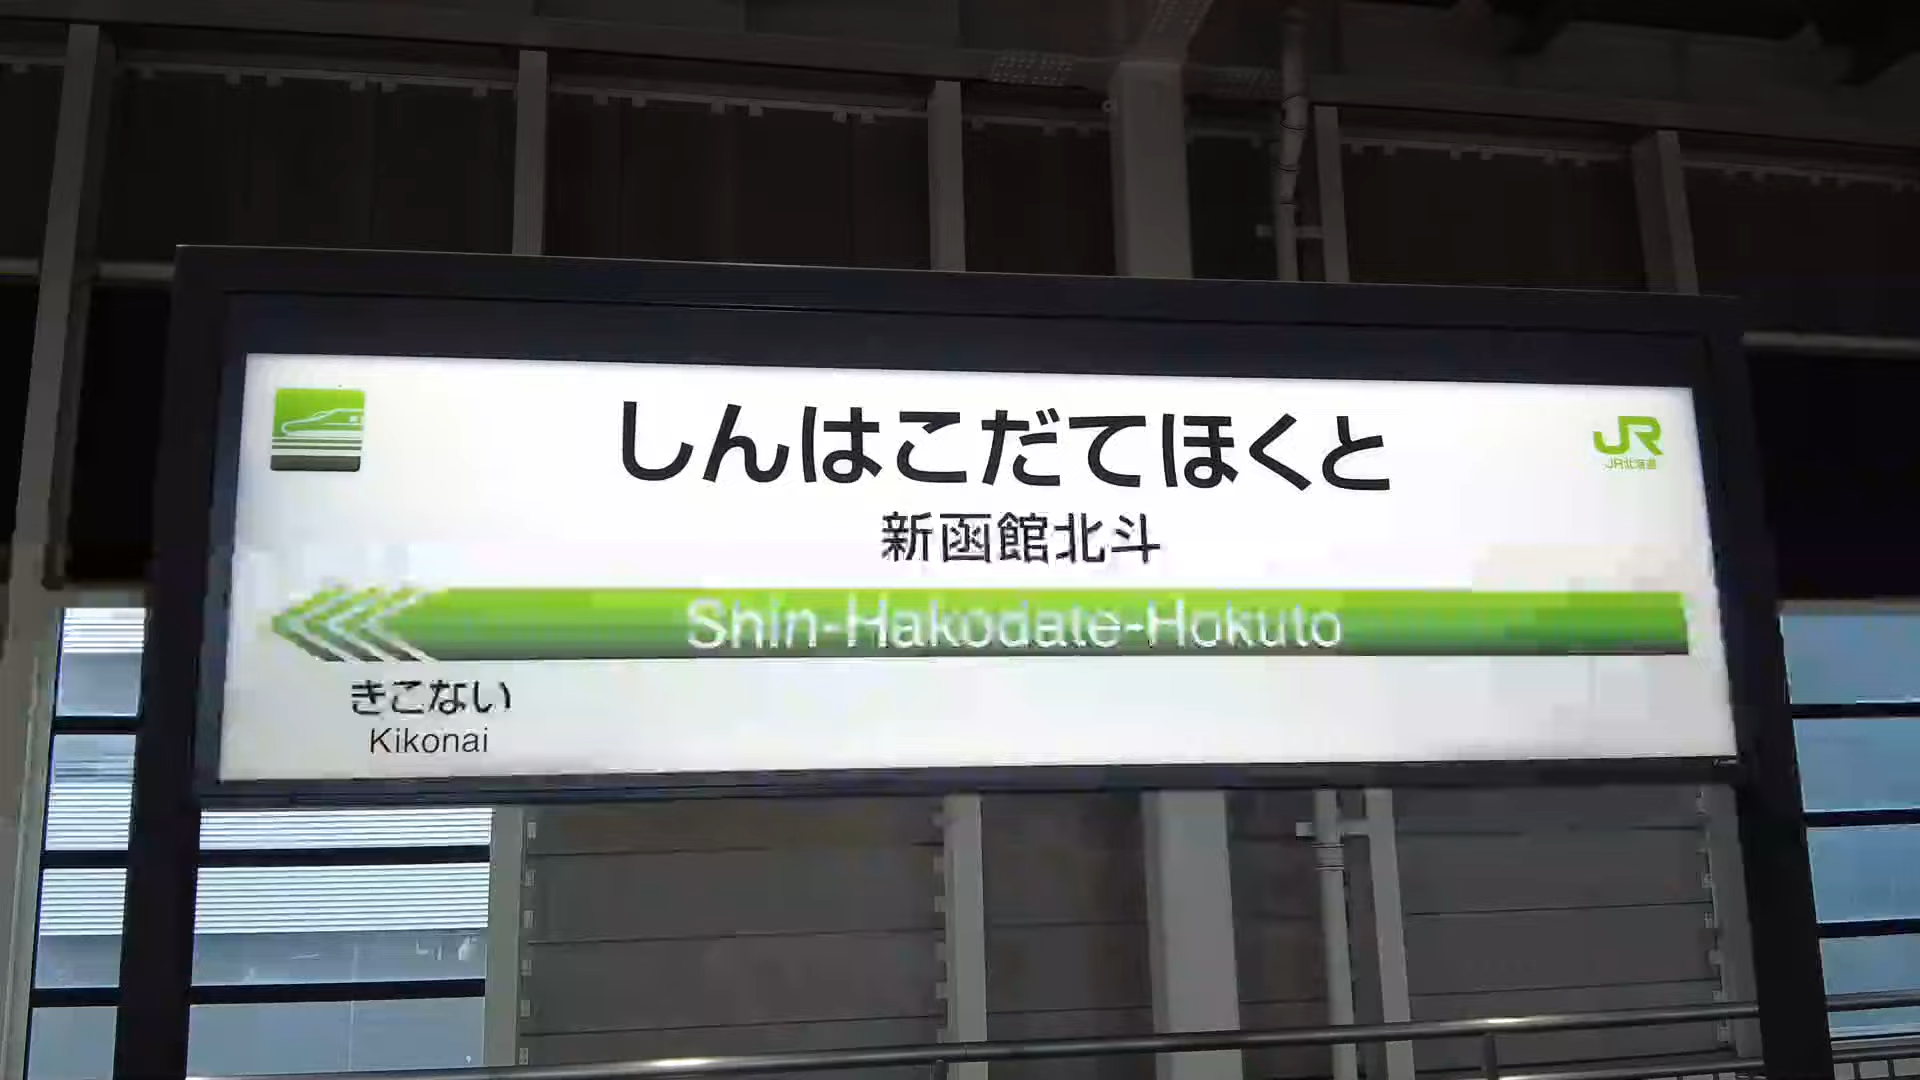 しんはこだてほくと
JR
JR北海道
新函館北斗
Shin-Hakodate-Hokuto
きこない
Kikonai